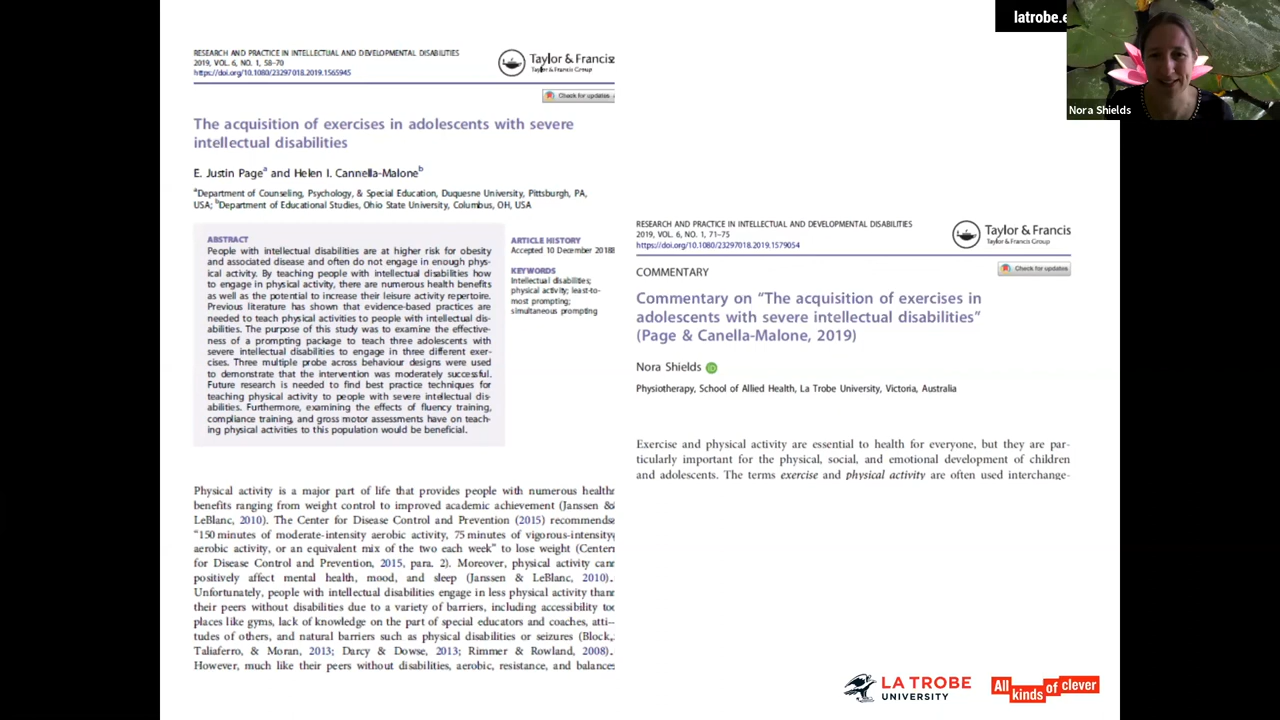 latrobe.e
Nora Shields
RESEARCH AND PRACTICE IN INTELLECTUAL AND DEVELOPMENTAL DISABILITIES
2019, VOL. 6, NO. 1, 58–70
https://doi.org/10.1080/23297018.2019.1565945
Taylor & Francis
Taylor & Francis Group
Check for updates
The acquisition of exercises in adolescents with severe
intellectual disabilities
E. Justin Pageᵃ and Helen I. Cannella-Maloneᵇ
ᵃDepartment of Counseling, Psychology, & Special Education, Duquesne University, Pittsburgh, PA,
USA; ᵇDepartment of Educational Studies, Ohio State University, Columbus, OH, USA
ABSTRACT
People with intellectual disabilities are at higher risk for obesity
and associated disease and often do not engage in enough phys-
ical activity. By teaching people with intellectual disabilities how
to engage in physical activity, there are numerous health benefits
as well as the potential to increase their leisure activity repertoire.
Previous literature has shown that evidence-based practices are
needed to teach physical activities to people with intellectual dis-
abilities. The purpose of this study was to examine the effective-
ness of a prompting package to teach three adolescents with
severe intellectual disabilities to engage in three different exer-
cises. Three multiple probe across behaviour designs were used
to demonstrate that the intervention was moderately successful.
Future research is needed to find best practice techniques for
teaching physical activity to people with severe intellectual dis-
abilities. Furthermore, examining the effects of fluency training,
compliance training, and gross motor assessments have on teach-
ing physical activities to this population would be beneficial.
ARTICLE HISTORY
Accepted 10 December 2018
KEYWORDS
Intellectual disabilities;
physical activity; least-to-
most prompting;
simultaneous prompting
Physical activity is a major part of life that provides people with numerous health
benefits ranging from weight control to improved academic achievement (Janssen &
LeBlanc, 2010). The Center for Disease Control and Prevention (2015) recommends
“150 minutes of moderate-intensity aerobic activity, 75 minutes of vigorous-intensity
aerobic activity, or an equivalent mix of the two each week” to lose weight (Center
for Disease Control and Prevention, 2015, para. 2). Moreover, physical activity can
positively affect mental health, mood, and sleep (Janssen & LeBlanc, 2010).
Unfortunately, people with intellectual disabilities engage in less physical activity than
their peers without disabilities due to a variety of barriers, including accessibility to
places like gyms, lack of knowledge on the part of special educators and coaches, atti-
tudes of others, and natural barriers such as physical disabilities or seizures (Block,
Taliaferro, & Moran, 2013; Darcy & Dowse, 2013; Rimmer & Rowland, 2008).
However, much like their peers without disabilities, aerobic, resistance, and balance
RESEARCH AND PRACTICE IN INTELLECTUAL AND DEVELOPMENTAL DISABILITIES
2019, VOL. 6, NO. 1, 71–75
https://doi.org/10.1080/23297018.2019.1579054
Taylor & Francis
Taylor & Francis Group
Check for updates
COMMENTARY
Commentary on “The acquisition of exercises in
adolescents with severe intellectual disabilities”
(Page & Canella-Malone, 2019)
Nora Shields iD
Physiotherapy, School of Allied Health, La Trobe University, Victoria, Australia
Exercise and physical activity are essential to health for everyone, but they are par-
ticularly important for the physical, social, and emotional development of children
and adolescents. The terms exercise and physical activity are often used interchange-
LA TROBE
UNIVERSITY
All kinds of clever